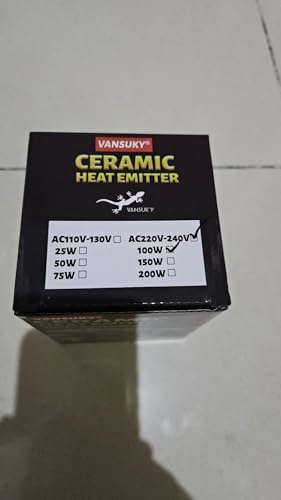 VANSUKY®
CERAMIC
HEAT EMITTER
VANSUKY
AC110V-130V☐ AC220V-240V☑
25W☐ 100W☑
50W☐ 150W☐
75W☐ 200W☐